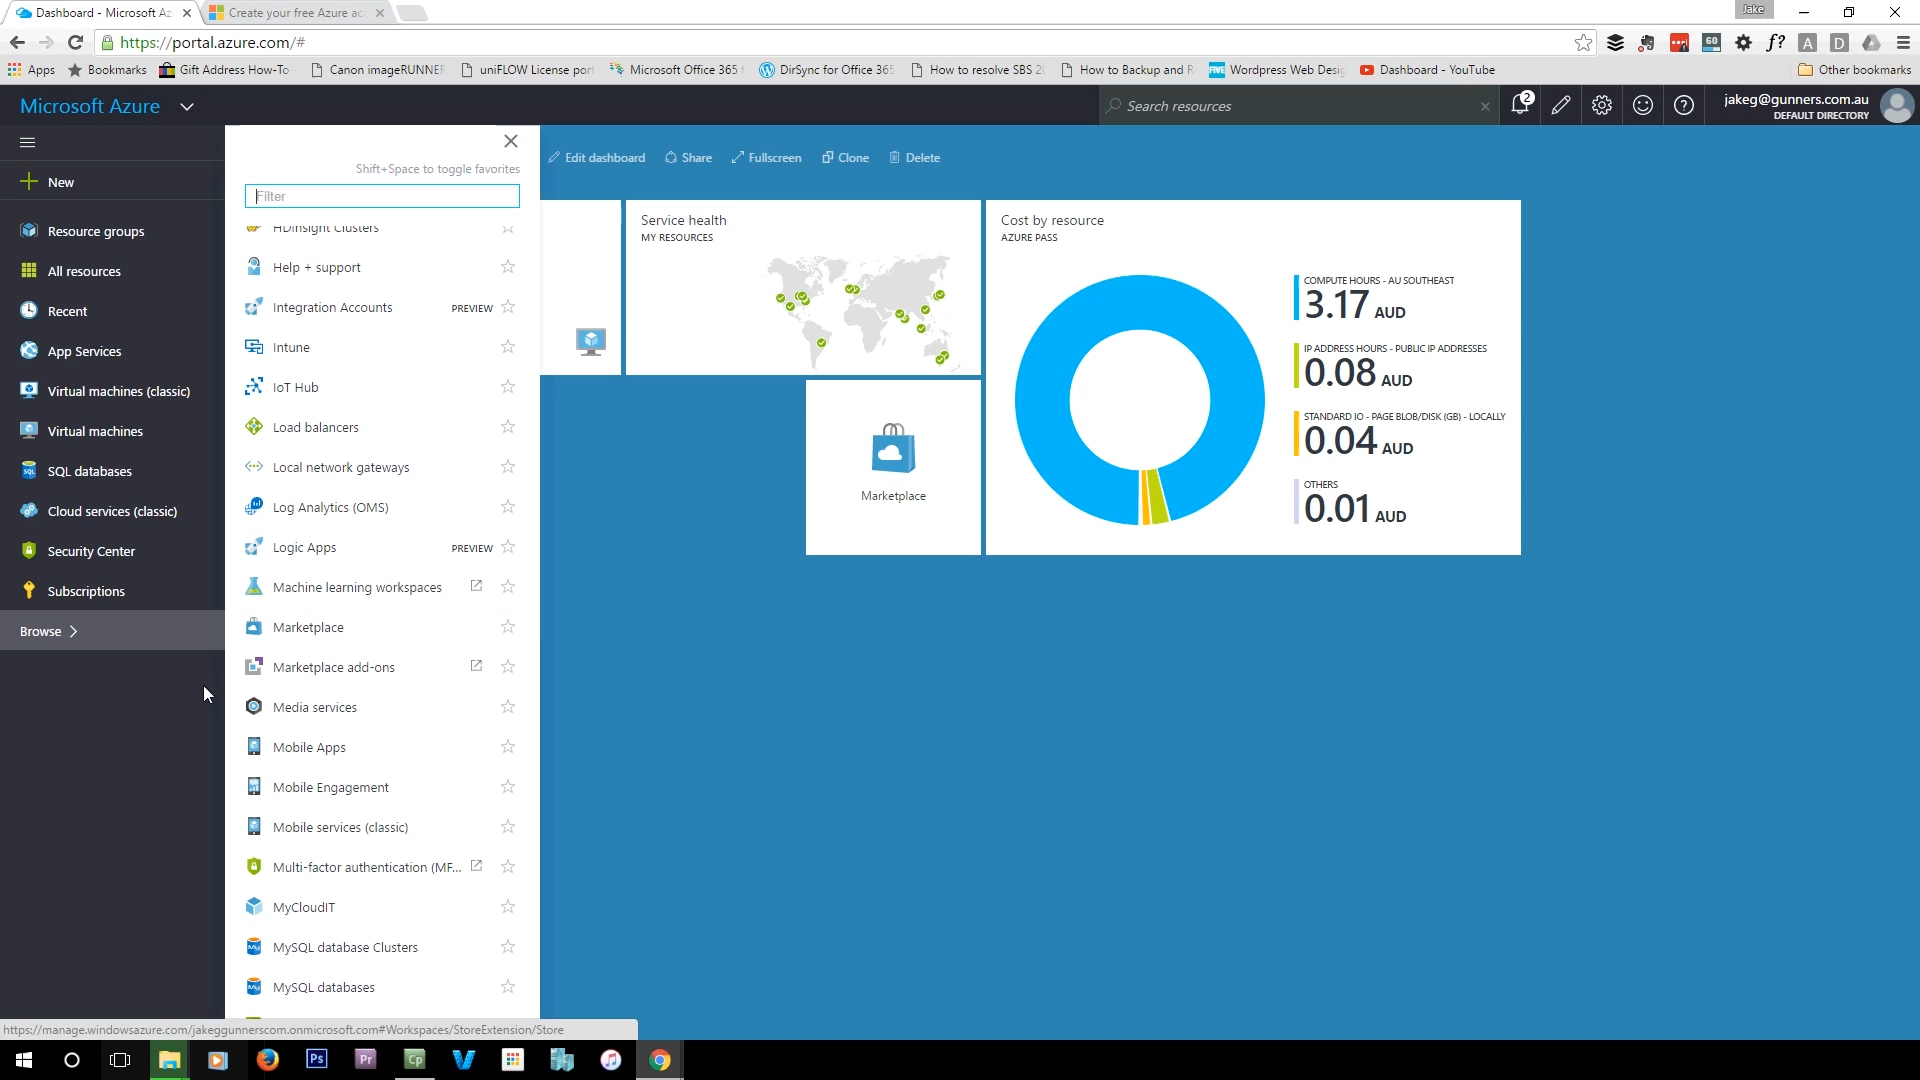 Dashboard - Microsoft Az
Create your free Azure ac
Jake
https://portal.azure.com/#
Apps
Bookmarks
Gift Address How-To
Canon imageRUNNER
uniFLOW License port
Microsoft Office 365 f
DirSync for Office 365
How to resolve SBS 20
How to Backup and R
Wordpress Web Desig
Dashboard - YouTube
Other bookmarks
Microsoft Azure
Search resources
2
jakeg@gunners.com.au
DEFAULT DIRECTORY
New
Resource groups
All resources
Recent
App Services
Virtual machines (classic)
Virtual machines
SQL databases
Cloud services (classic)
Security Center
Subscriptions
Browse
Shift+Space to toggle favorites
Filter
HDInsight Clusters
Help + support
Integration Accounts PREVIEW
Intune
IoT Hub
Load balancers
Local network gateways
Log Analytics (OMS)
Logic Apps PREVIEW
Machine learning workspaces
Marketplace
Marketplace add-ons
Media services
Mobile Apps
Mobile Engagement
Mobile services (classic)
Multi-factor authentication (MF...
MyCloudIT
MySQL database Clusters
MySQL databases
Edit dashboard
Share
Fullscreen
Clone
Delete
Service health
MY RESOURCES
Marketplace
Cost by resource
AZURE PASS
COMPUTE HOURS - AU SOUTHEAST
3.17 AUD
IP ADDRESS HOURS - PUBLIC IP ADDRESSES
0.08 AUD
STANDARD IO - PAGE BLOB/DISK (GB) - LOCALLY
0.04 AUD
OTHERS
0.01 AUD
https://manage.windowsazure.com/jakeggunnerscom.onmicrosoft.com#Workspaces/StoreExtension/Store
Ps
Pr
Cp